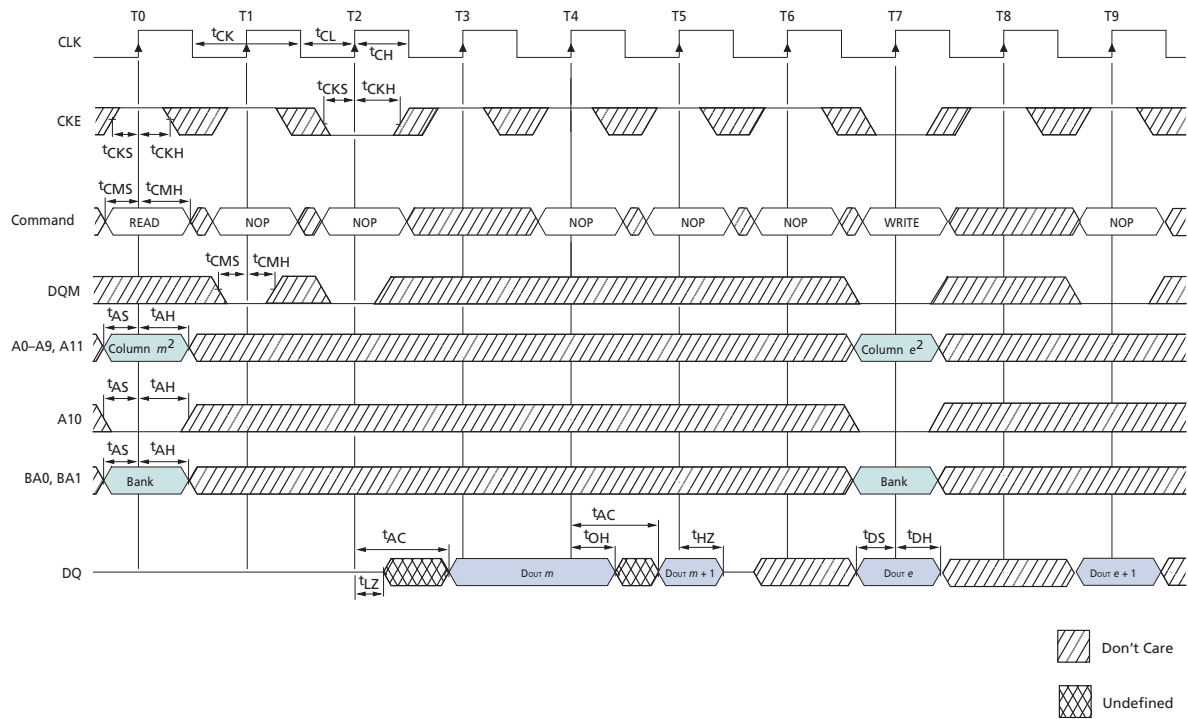 T0 T1 T2 T3 T4 T5 T6 T7 T8 T9
CLK
tCK tCL
tCH
tCKS tCKH
CKE
tCKS tCKH
tCMS tCMH
Command READ NOP NOP NOP NOP NOP WRITE NOP
tCMS tCMH
DQM
tAS tAH
A0–A9, A11 Column m² Column e²
tAS tAH
A10
tAS tAH
BA0, BA1 Bank Bank
tAC
tAC tOH tHZ tDS tDH
DQ DOUT m DOUT m + 1 DOUT e DOUT e + 1
tLZ
Don't Care
Undefined